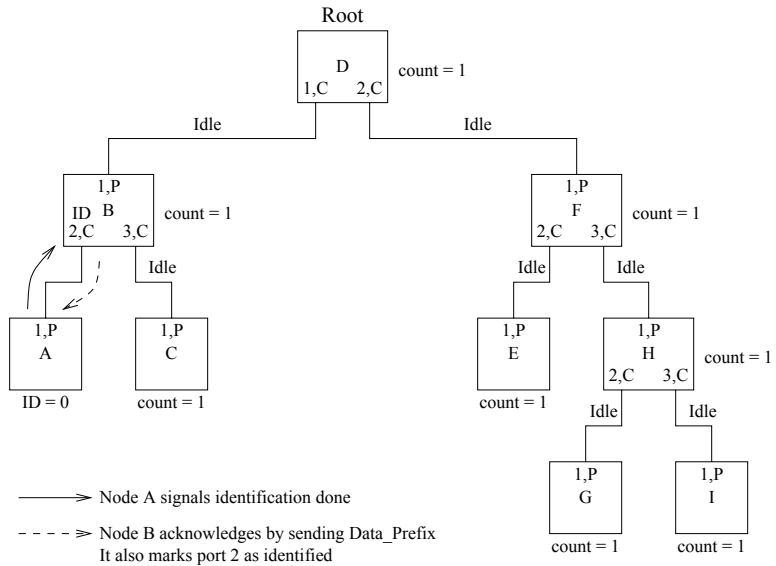 Root
D
count = 1
1,C 2,C
Idle Idle
1,P 1,P
ID B count = 1 F count = 1
2,C 3,C 2,C 3,C
Idle Idle Idle
1,P 1,P 1,P 1,P
A C E H count = 1
2,C 3,C
ID = 0 count = 1 count = 1
Idle Idle
1,P 1,P
G I
Node A signals identification done
Node B acknowledges by sending Data_Prefix
It also marks port 2 as identified
count = 1 count = 1